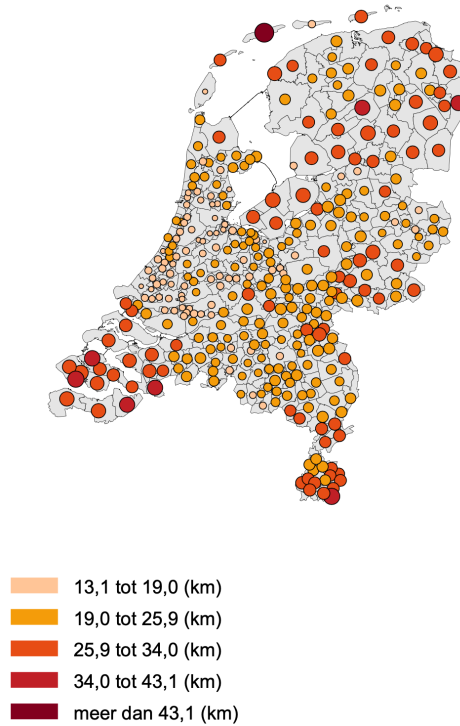 13,1 tot 19,0 (km)
19,0 tot 25,9 (km)
25,9 tot 34,0 (km)
34,0 tot 43,1 (km)
meer dan 43,1 (km)